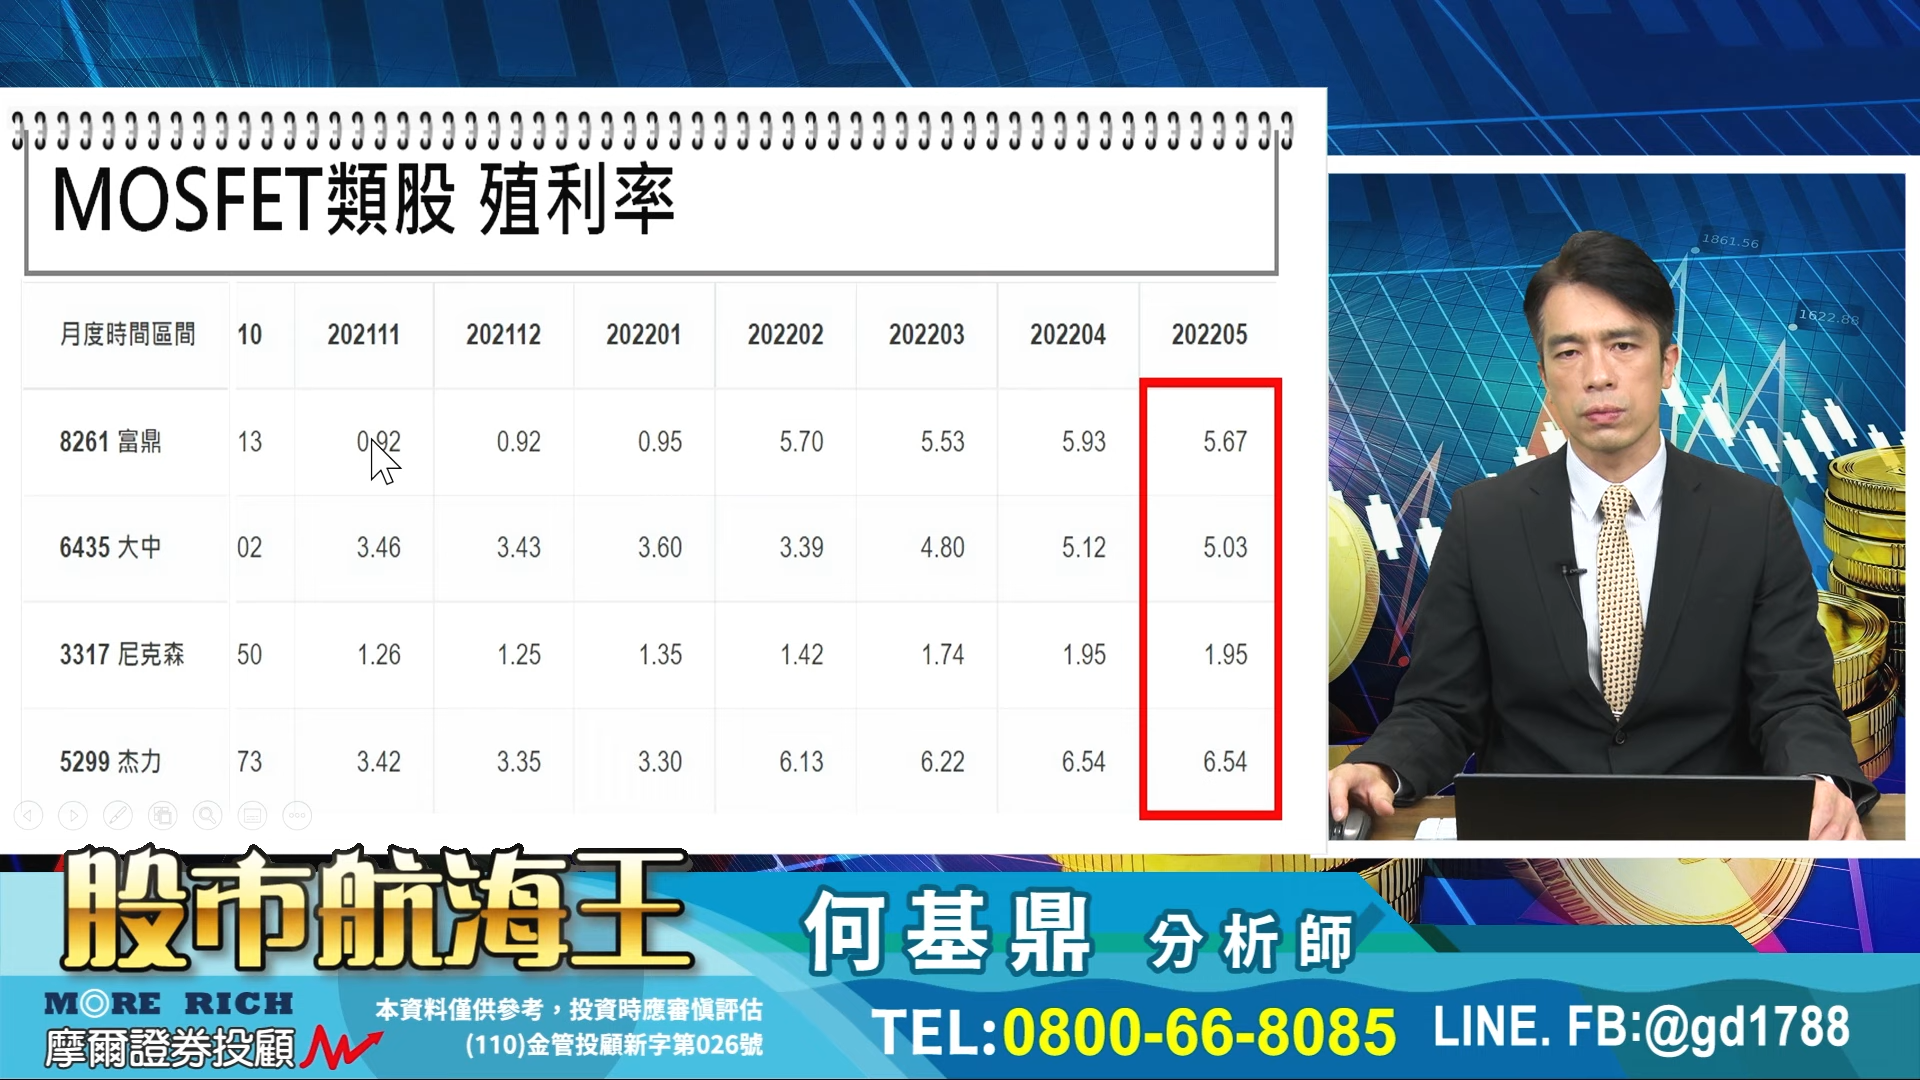 MOSFET類股 殖利率
月度時間區間 10 202111 202112 202201 202202 202203 202204 202205
8261 富鼎 13 0.92 0.92 0.95 5.70 5.53 5.93 5.67
6435 大中 02 3.46 3.43 3.60 3.39 4.80 5.12 5.03
3317 尼克森 50 1.26 1.25 1.35 1.42 1.74 1.95 1.95
5299 杰力 73 3.42 3.35 3.30 6.13 6.22 6.54 6.54
1861.56
1622.88
股市航海王
何基鼎 分析師
MORE RICH
摩爾證券投顧
本資料僅供參考，投資時應審慎評估
(110)金管投顧新字第026號
TEL:0800-66-8085
LINE. FB:@gd1788